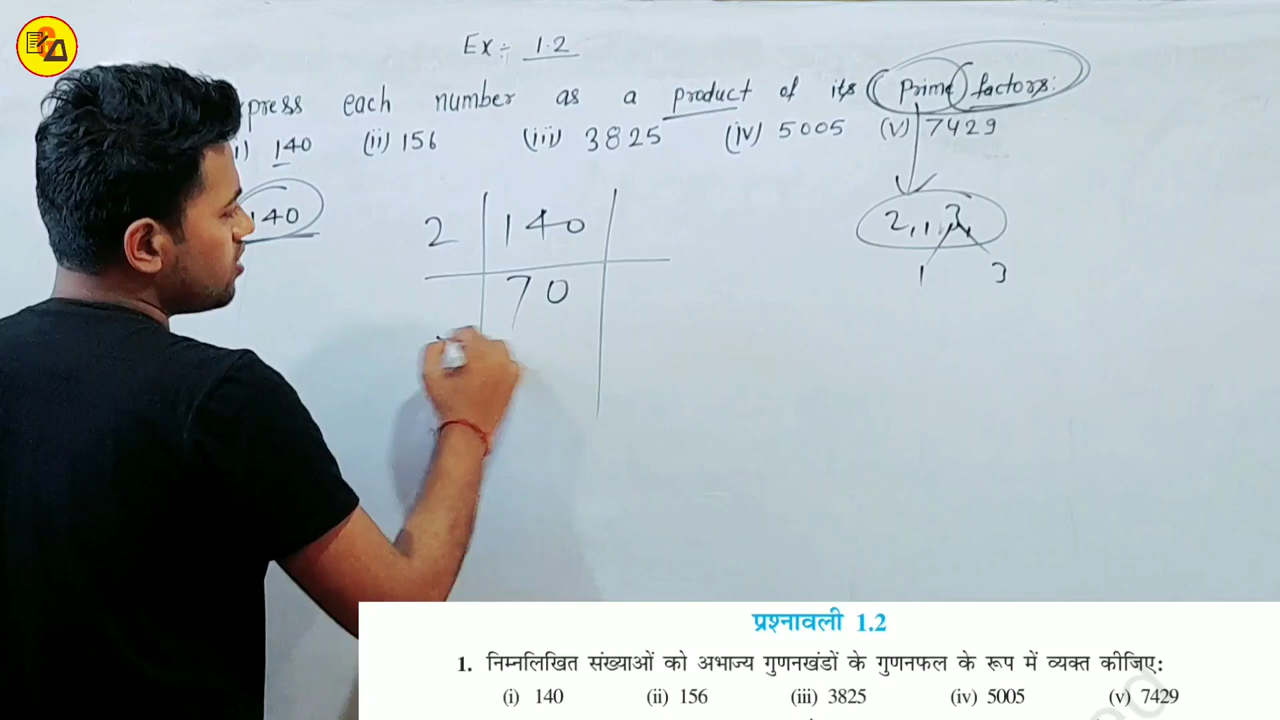 Ex÷ 1.2
press each number as a product of its (Prime) factors:
i) 140 (ii) 156 (iii) 3825 (iv) 5005 (v) 7429
140
2 140
70
2, 1, 3,
1 3
प्रश्नावली 1.2
1. निम्नलिखित संख्याओं को अभाज्य गुणनखंडों के गुणनफल के रूप में व्यक्त कीजिए:
(i) 140 (ii) 156 (iii) 3825 (iv) 5005 (v) 7429